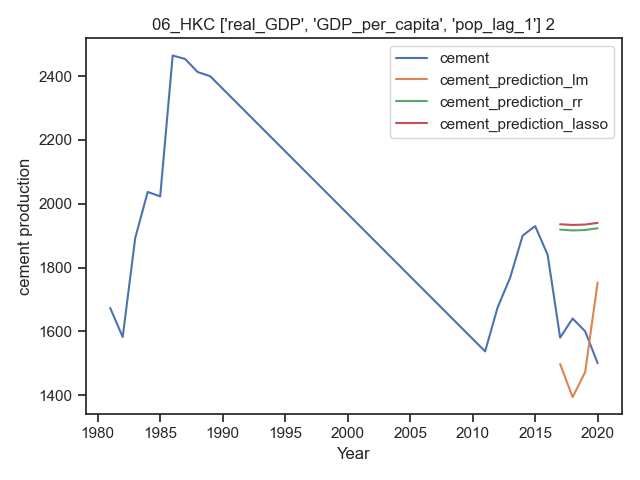 06_HKC ['real_GDP', 'GDP_per_capita', 'pop_lag_1'] 2
cement
cement_prediction_lm
cement_prediction_rr
cement_prediction_lasso
cement production
2400
2200
2000
1800
1600
1400
1980
1985
1990
1995
2000
2005
2010
2015
2020
Year